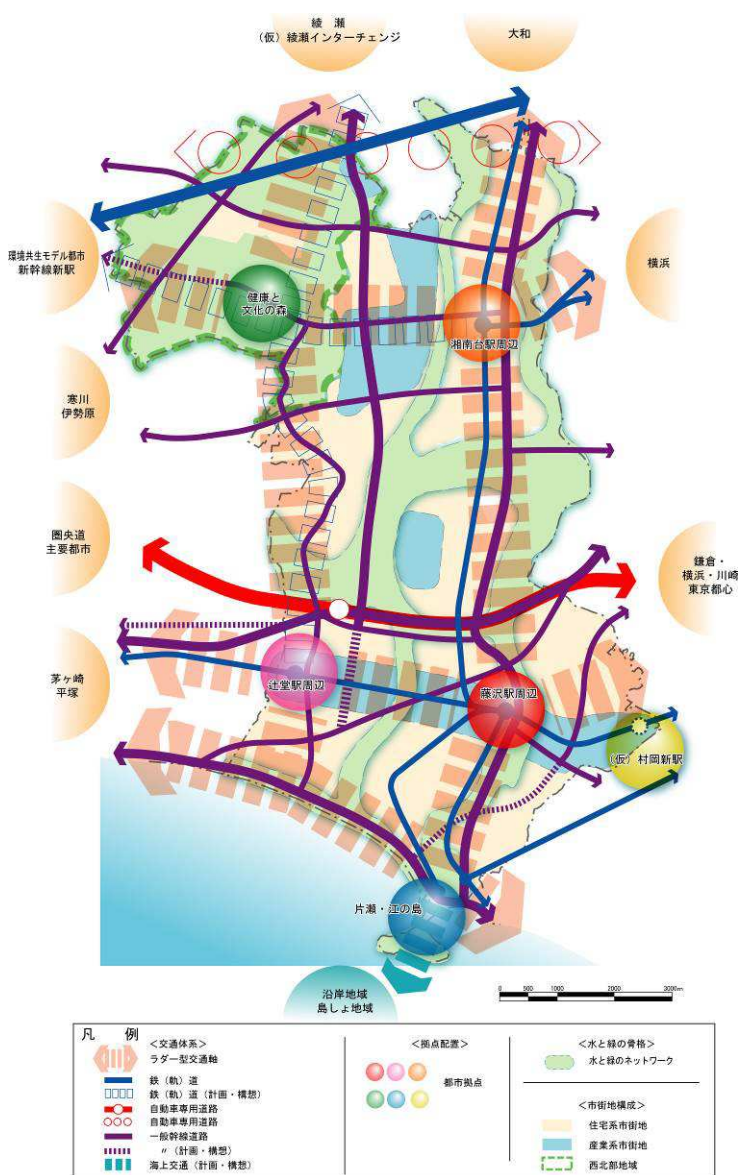 綾　瀬
（仮）綾瀬インターチェンジ
大和
環境共生モデル都市
新幹線新駅
横浜
健康と
文化の森
湘南台駅周辺
寒川
伊勢原
圏央道
主要都市
鎌倉・
横浜・川崎
東京都心
茅ヶ崎
平塚
辻堂駅周辺
藤沢駅周辺
（仮）村岡新駅
片瀬・江の島
沿岸地域
島しょ地域
0 500 1000 2000 3000m
凡　例
＜交通体系＞
ラダー型交通軸
鉄（軌）道
鉄（軌）道（計画・構想）
自動車専用道路
自動車専用道路
一般幹線道路
〃（計画・構想）
海上交通（計画・構想）
＜拠点配置＞
都市拠点
＜水と緑の骨格＞
水と緑のネットワーク
＜市街地構成＞
住宅系市街地
産業系市街地
西北部地域